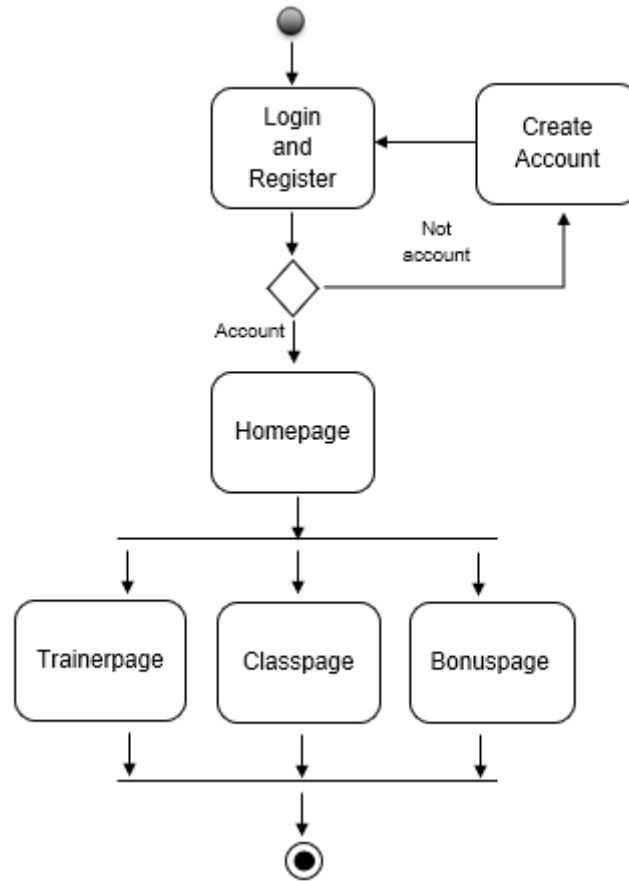 Login
and
Register
Create
Account
Not
account
Account
Homepage
Trainerpage
Classpage
Bonuspage